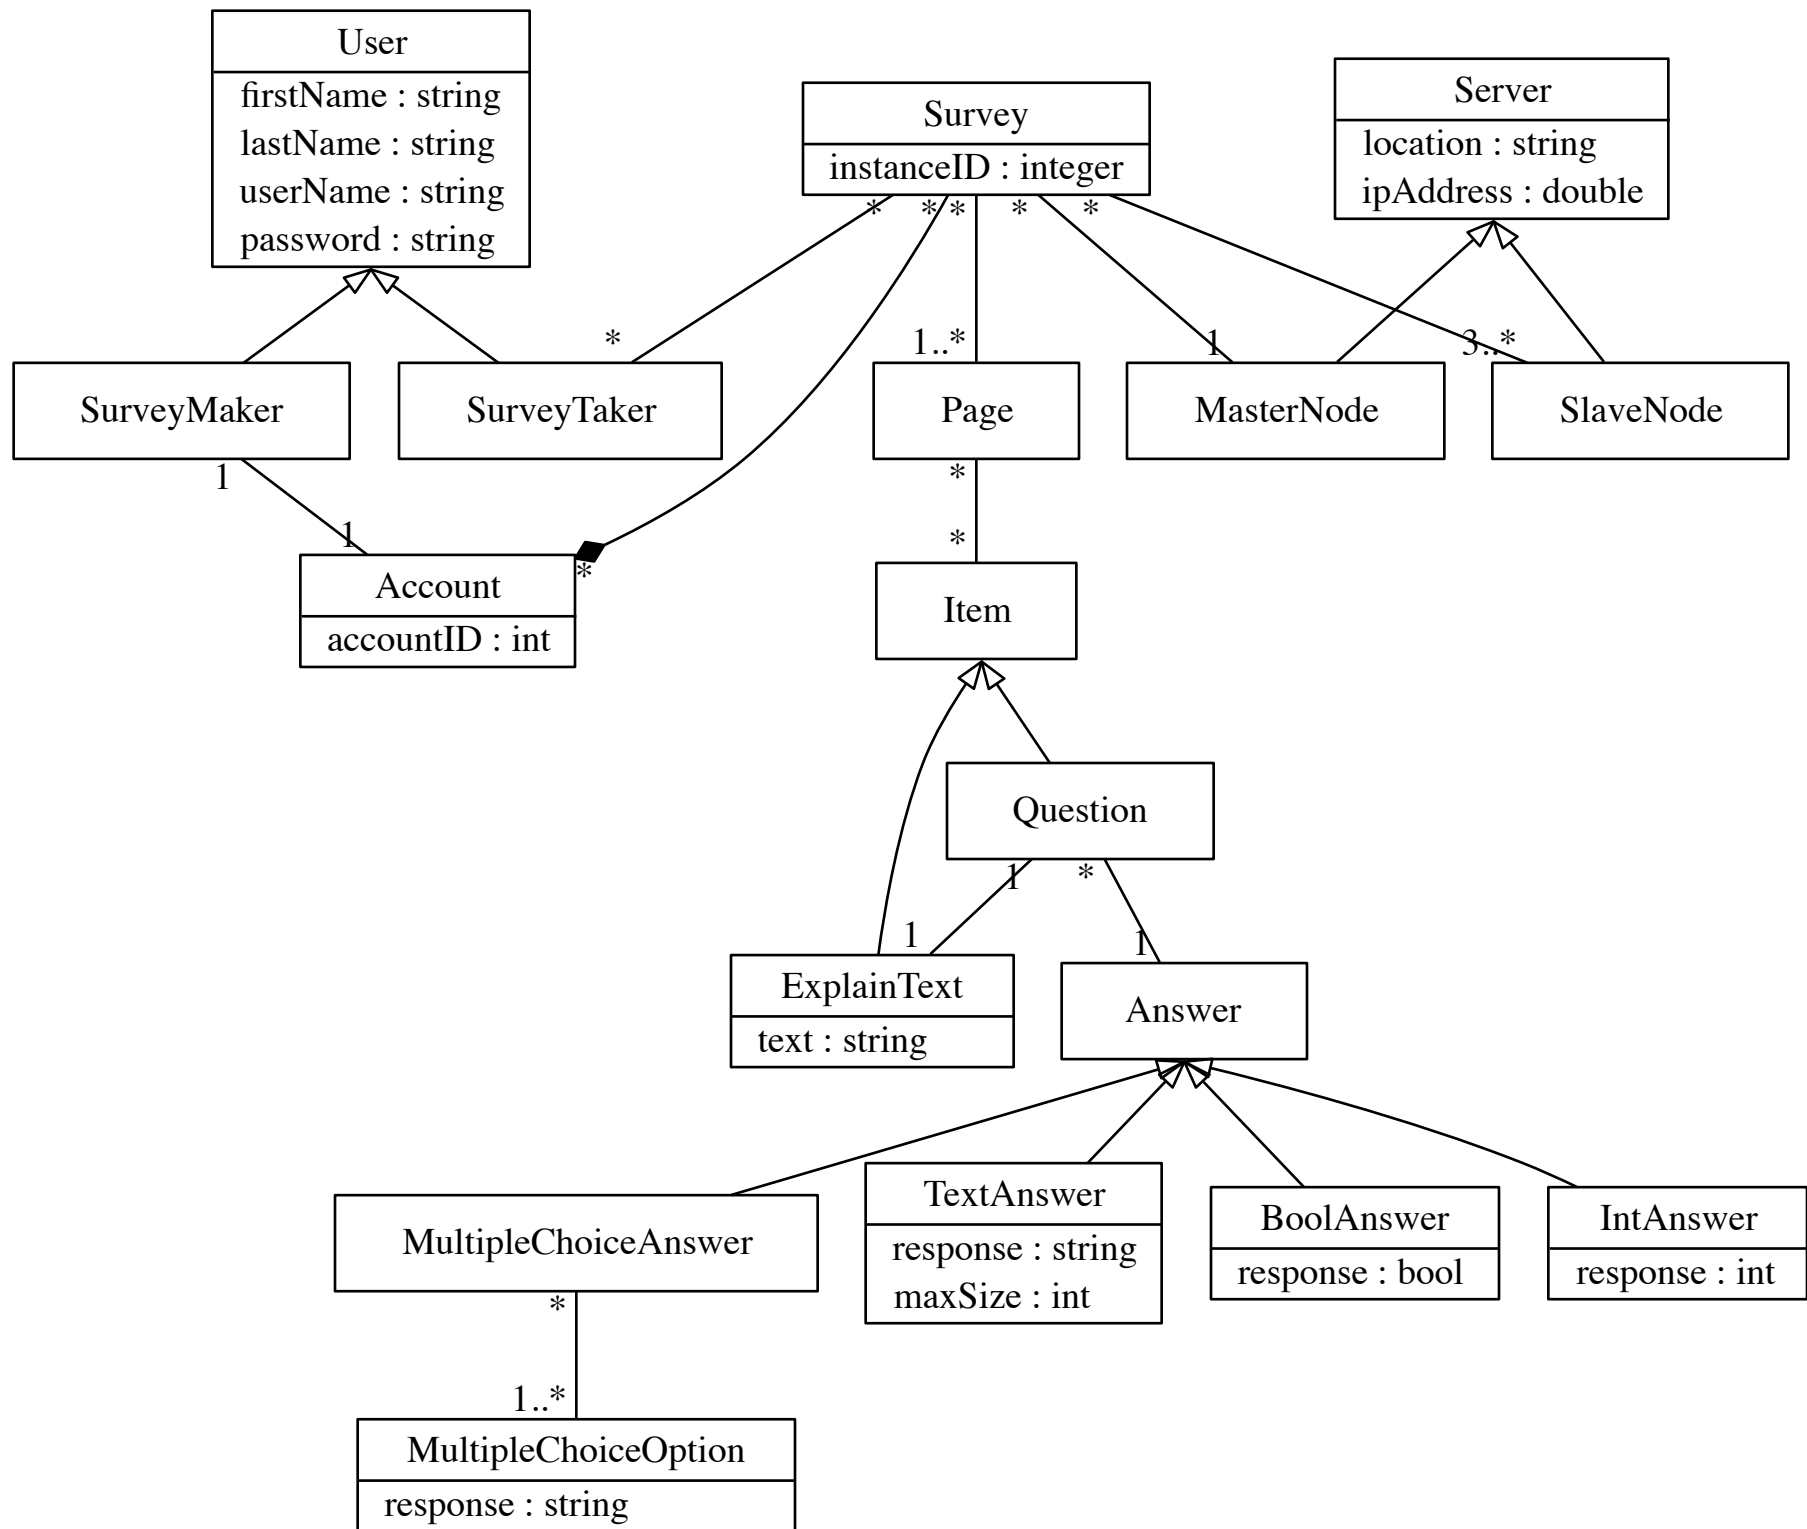 User
firstName : string
lastName : string
userName : string
password : string
Survey
instanceID : integer
Server
location : string
ipAddress : double
*
*
*
*
*
*
1..*
1
3..*
SurveyMaker
SurveyTaker
Page
MasterNode
SlaveNode
1
*
1
*
*
Account
accountID : int
Item
Question
1
*
1
1
ExplainText
text : string
Answer
MultipleChoiceAnswer
TextAnswer
response : string
maxSize : int
BoolAnswer
response : bool
IntAnswer
response : int
*
1..*
MultipleChoiceOption
response : string